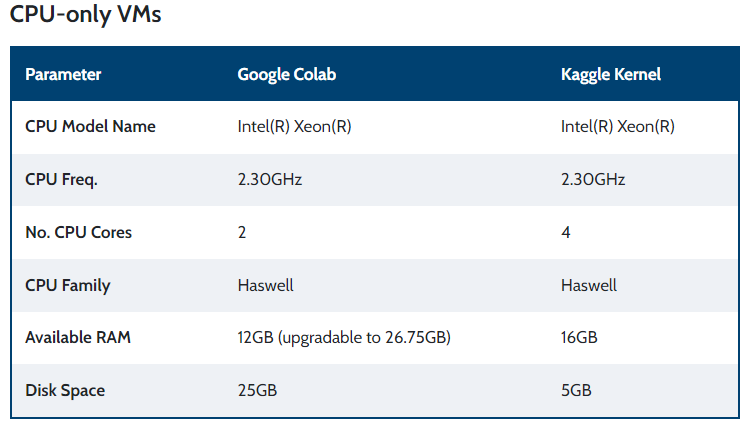 CPU-only VMs
Parameter Google Colab Kaggle Kernel
CPU Model Name Intel(R) Xeon(R) Intel(R) Xeon(R)
CPU Freq. 2.30GHz 2.30GHz
No. CPU Cores 2 4
CPU Family Haswell Haswell
Available RAM 12GB (upgradable to 26.75GB) 16GB
Disk Space 25GB 5GB